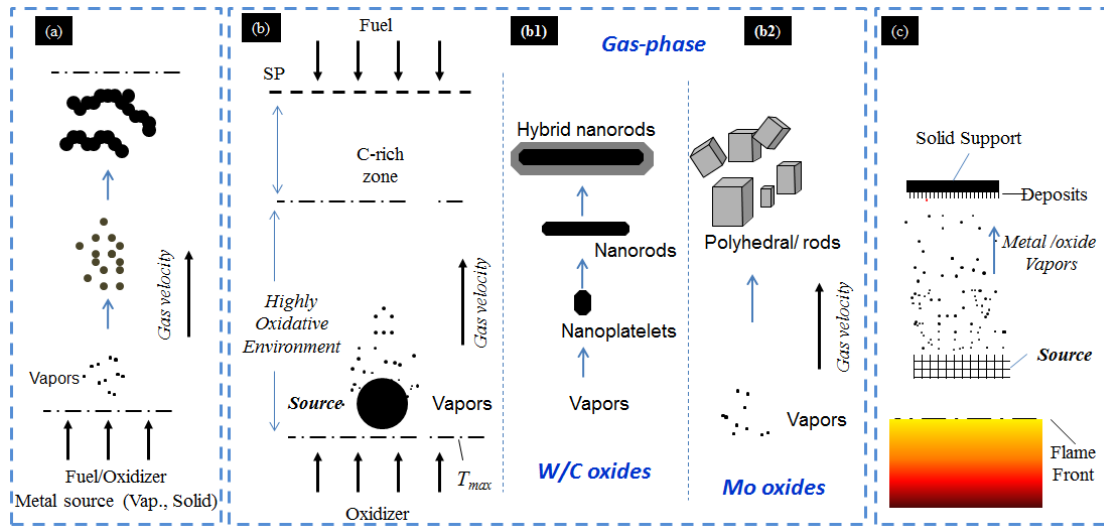 (a)
Vapors
Gas velocity
Fuel/Oxidizer
Metal source (Vap., Solid)
(b)
Fuel
SP
C-rich
zone
Highly
Oxidative
Environment
Gas velocity
Source
Vapors
Tmax
Oxidizer
Gas-phase
(b1)
Hybrid nanorods
Nanorods
Nanoplatelets
Vapors
W/C oxides
(b2)
Polyhedral/ rods
Gas velocity
Vapors
Mo oxides
(c)
Solid Support
Deposits
Metal /oxide
Vapors
Source
Flame
Front